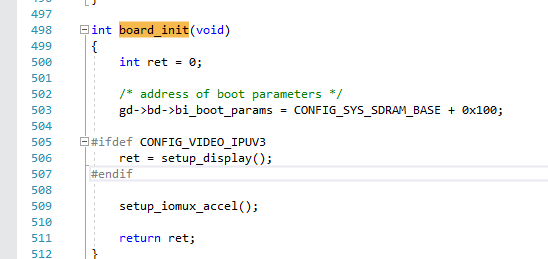 497
498 int board_init(void)
499 {
500 int ret = 0;
501
502 /* address of boot parameters */
503 gd->bd->bi_boot_params = CONFIG_SYS_SDRAM_BASE + 0x100;
504
505 #ifdef CONFIG_VIDEO_IPUV3
506 ret = setup_display();
507 #endif
508
509 setup_iomux_accel();
510
511 return ret;
512 }